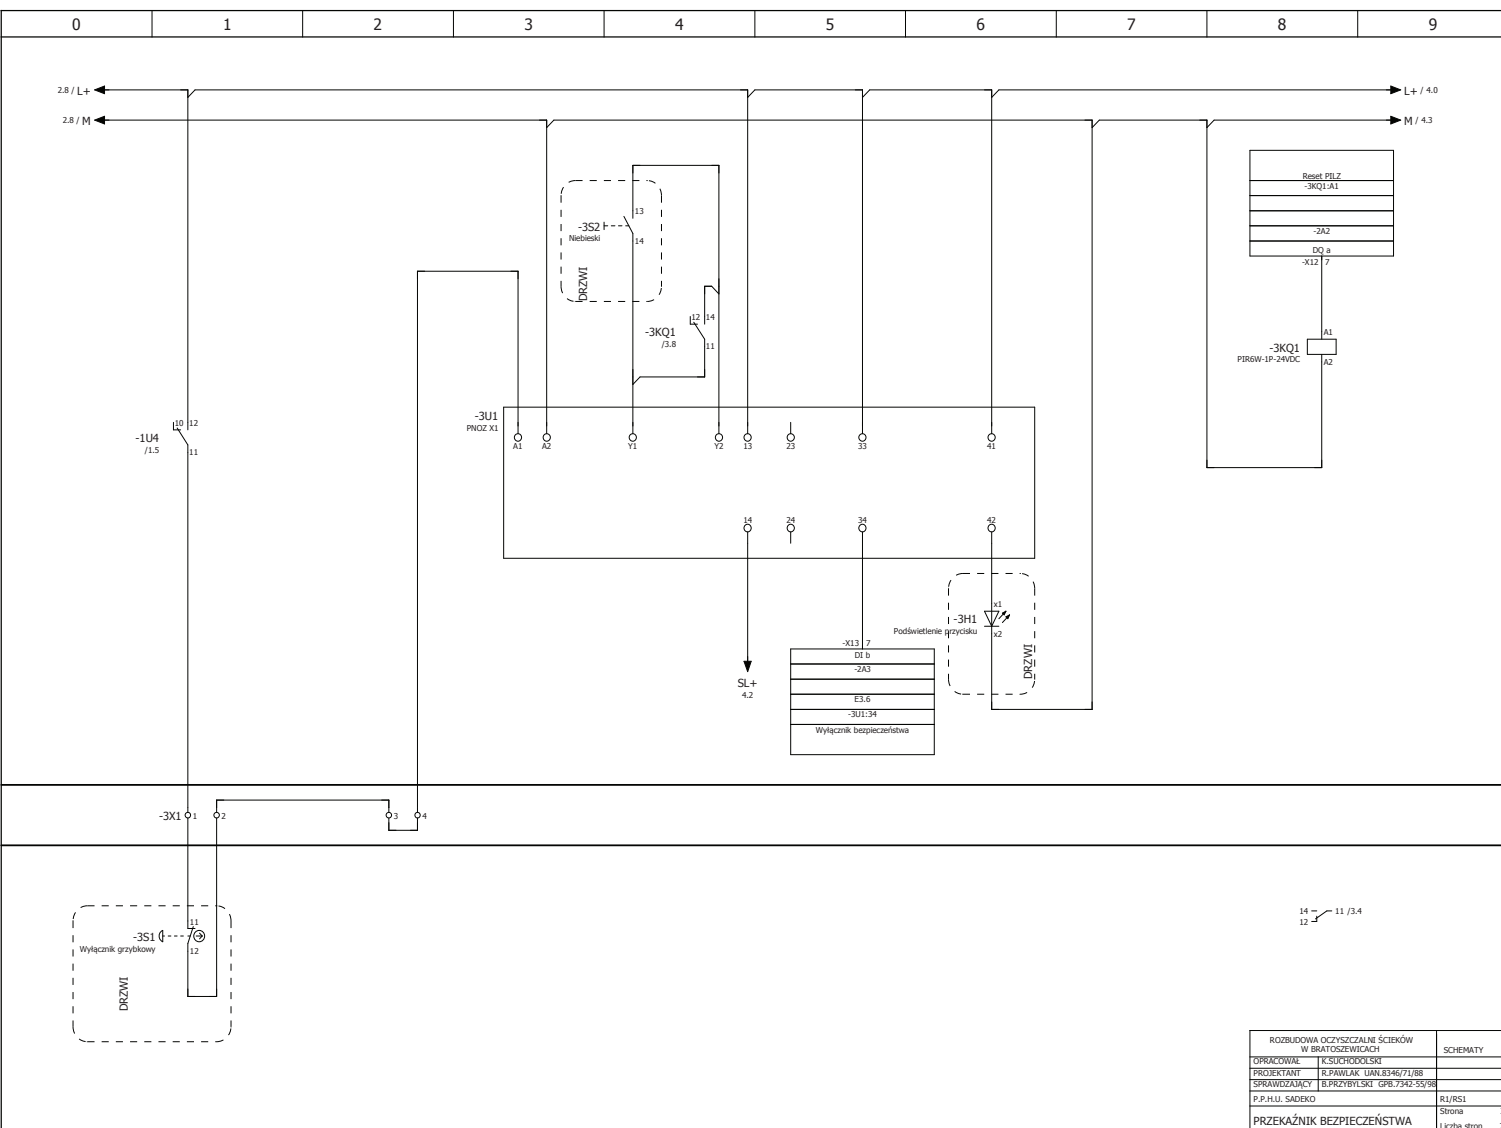 0 1 2 3 4 5 6 7 8 9
2.8 / L+
L+ / 4.0
2.8 / M
M / 4.3
Reset PILZ
-3KQ1:A1
-2A2
DQ a
-X12 7
-3S2
Niebieski
13
14
DRZWI
-3KQ1
/3.8
12 14
11
-3KQ1
PIR6W-1P-24VDC
A1
A2
-1U4
/1.5
10 12
11
-3U1
PNOZ X1
A1 A2 Y1 Y2 13 23 33 41
14 24 34 42
-3H1
Podświetlenie przycisku
x1
x2
DRZWI
SL+
4.2
-X13 7
DI b
-2A3
E3.6
-3U1:34
Wyłącznik bezpieczeństwa
-3X1 1 2 3 4
-3S1
Wyłącznik grzybkowy
11
12
DRZWI
14 11 /3.4
12
ROZBUDOWA OCZYSZCZALNI ŚCIEKÓW
W BRATOSZEWICACH
SCHEMATY
OPRACOWAŁ K.SUCHODOLSKI
PROJEKTANT R.PAWLAK UAN.8346/71/88
SPRAWDZAJĄCY B.PRZYBYLSKI GPB.7342-55/98
P.P.H.U. SADEKO R1/RS1
PRZEKAŹNIK BEZPIECZEŃSTWA
Strona
Liczba stron